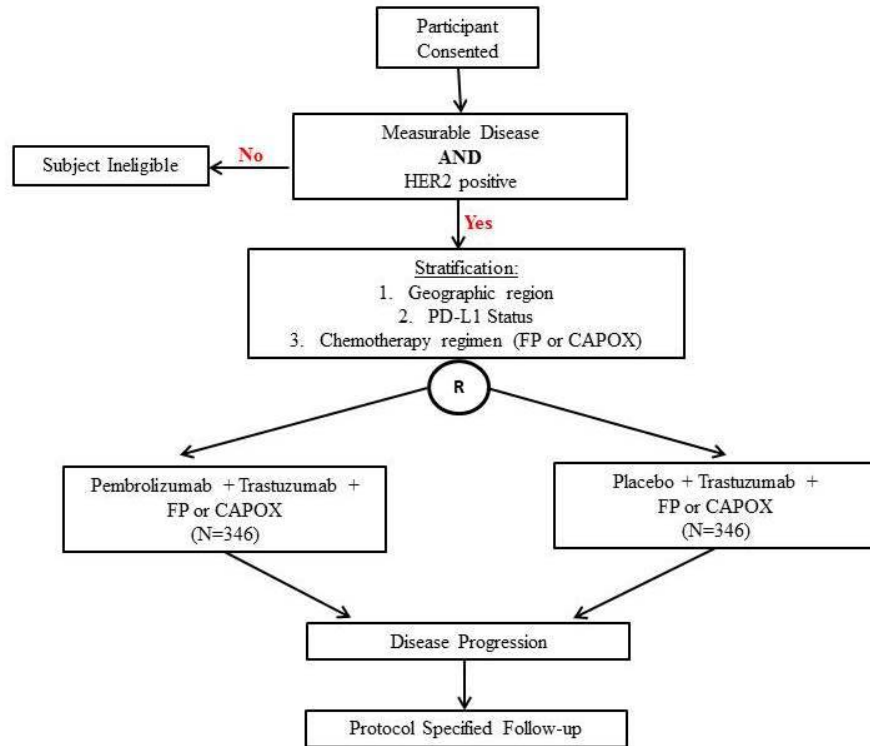 Participant
Consented
Measurable Disease
AND
HER2 positive
No
Subject Ineligible
Yes
Stratification:
1. Geographic region
2. PD-L1 Status
3. Chemotherapy regimen (FP or CAPOX)
R
Pembrolizumab + Trastuzumab +
FP or CAPOX
(N=346)
Placebo + Trastuzumab +
FP or CAPOX
(N=346)
Disease Progression
Protocol Specified Follow-up